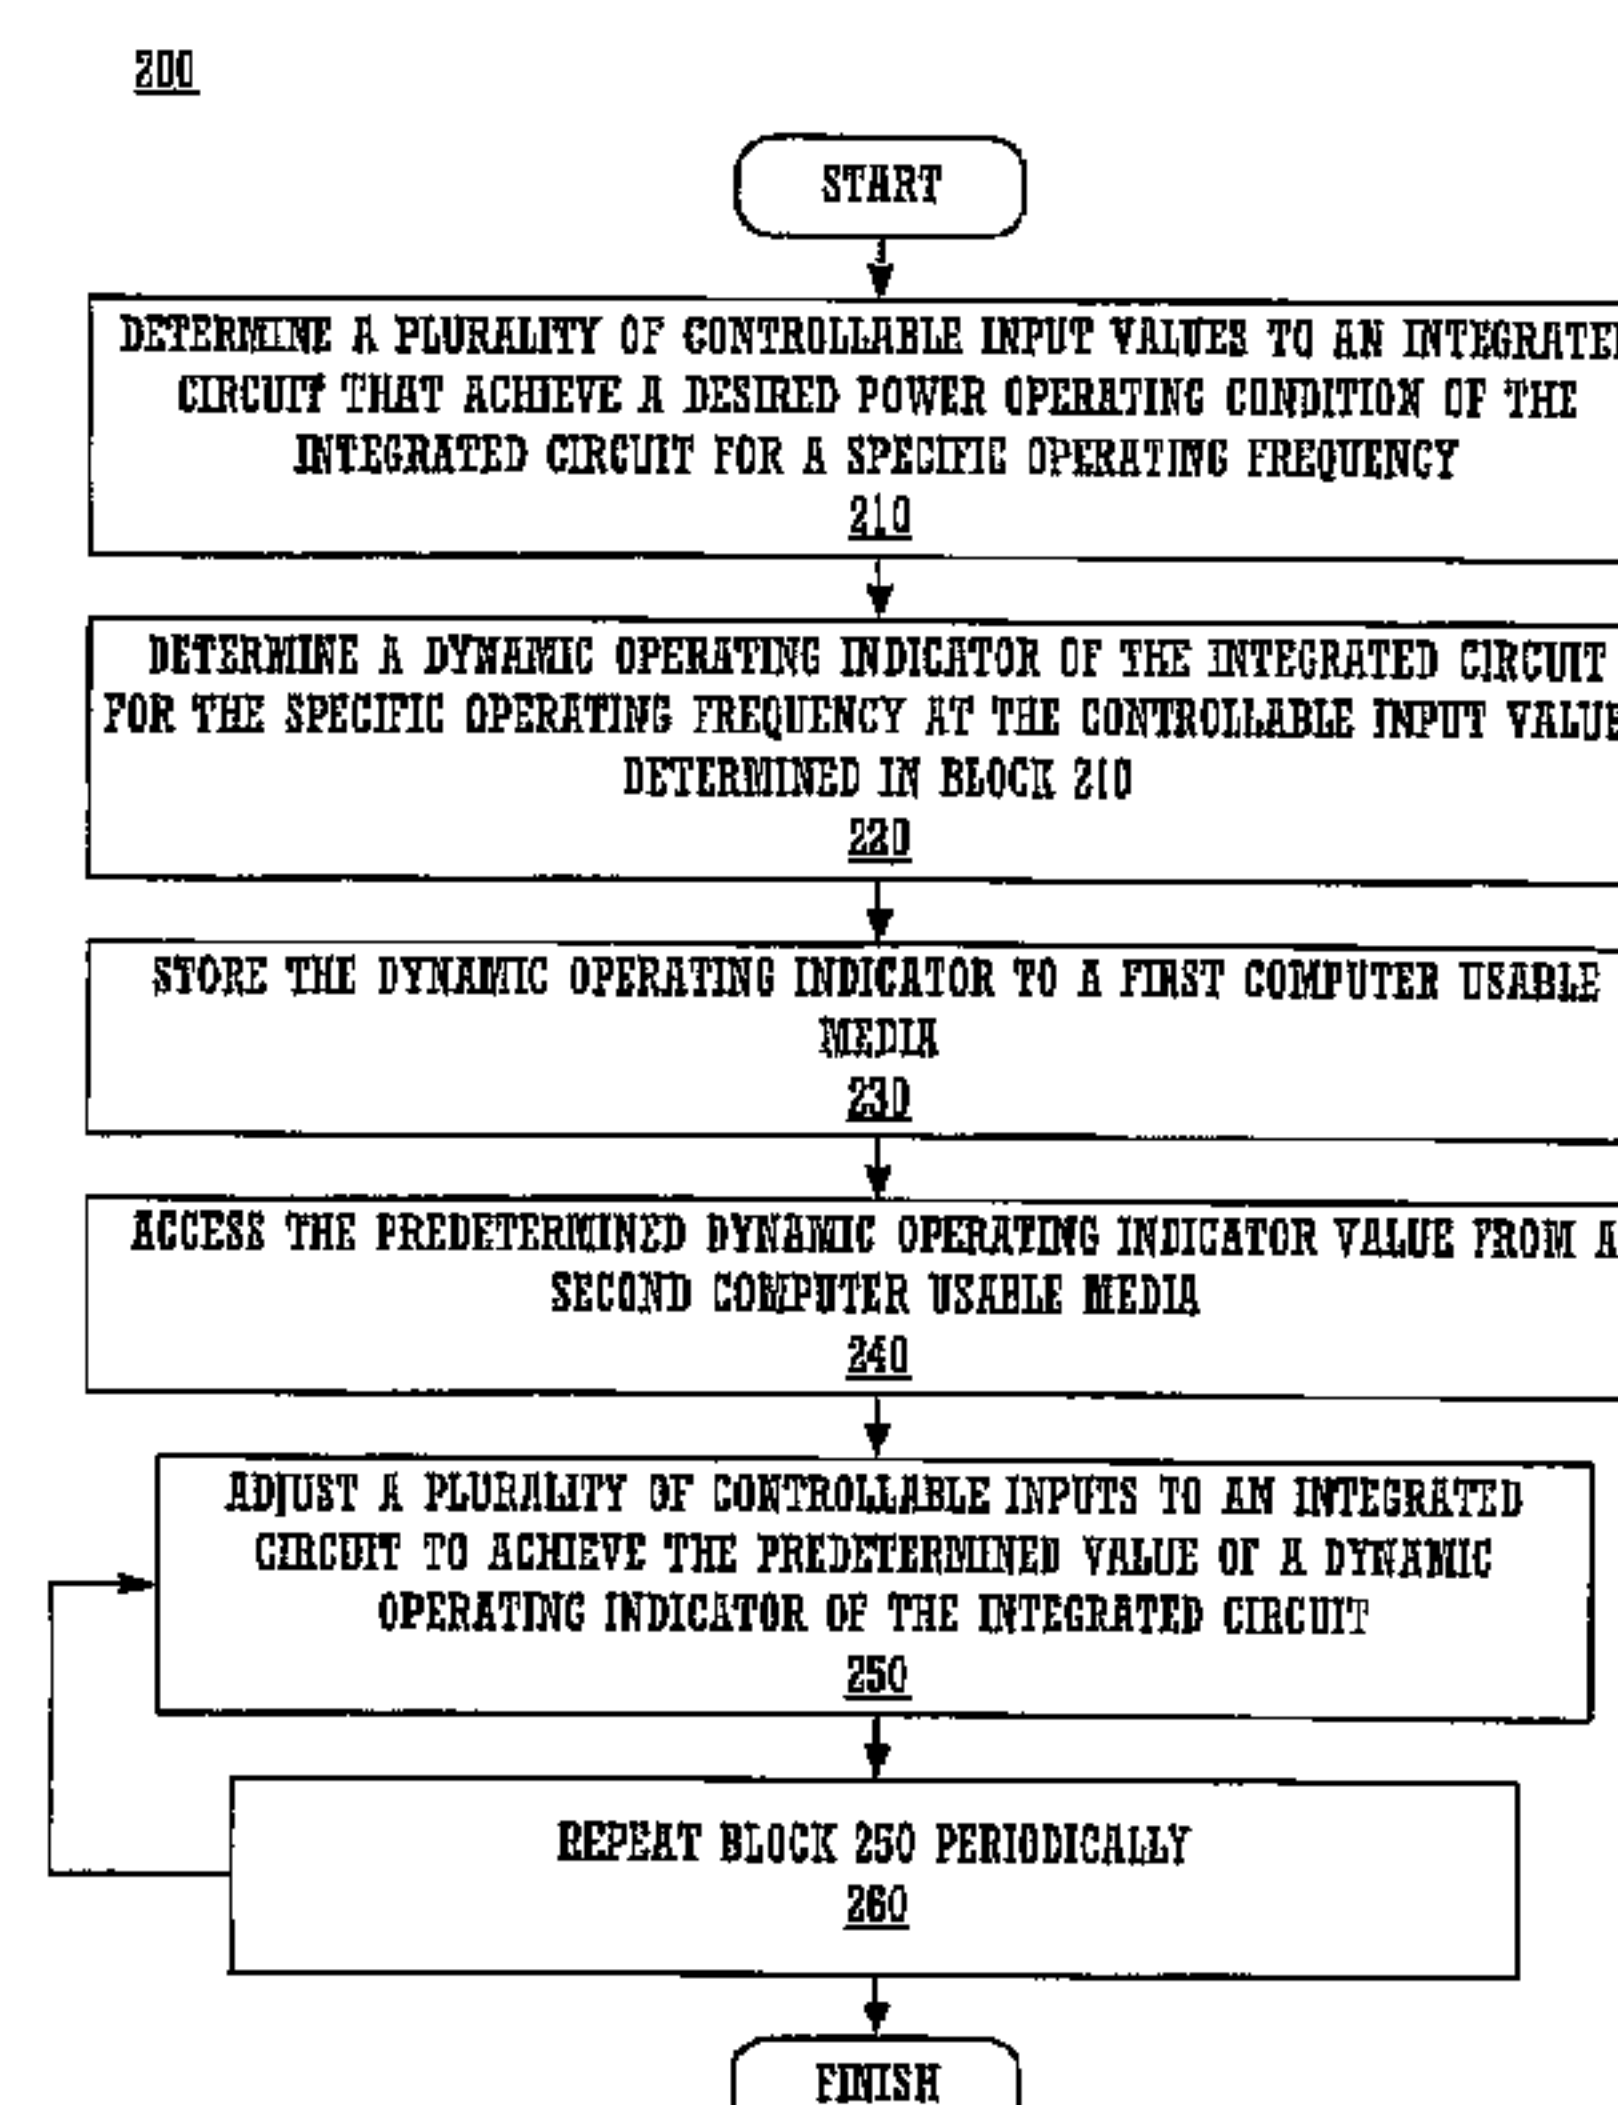 200
START
DETERMINE A PLURALITY OF CONTROLLABLE INPUT VALUES TO AN INTEGRATE
CIRCUIT THAT ACHIEVE A DESIRED POWER OPERATING CONDITION OF THE
INTEGRATED CIRCUIT FOR A SPECIFIC OPERATING FREQUENCY
210
DETERMINE A DYNAMIC OPERATING INDICATOR OF THE INTEGRATED CIRCUIT
FOR THE SPECIFIC OPERATING FREQUENCY AT THE CONTROLLABLE INPUT VALUE
DETERMINED IN BLOCK 210
220
STORE THE DYNAMIC OPERATING INDICATOR TO A FIRST COMPUTER USABLE
MEDIA
230
ACCESS THE PREDETERMINED DYNAMIC OPERATING INDICATOR VALUE FROM A
SECOND COMPUTER USABLE MEDIA
240
ADJUST A PLURALITY OF CONTROLLABLE INPUTS TO AN INTEGRATED
CIRCUIT TO ACHIEVE THE PREDETERMINED VALUE OF A DYNAMIC
OPERATING INDICATOR OF THE INTEGRATED CIRCUIT
250
REPEAT BLOCK 250 PERIODICALLY
260
FINISH